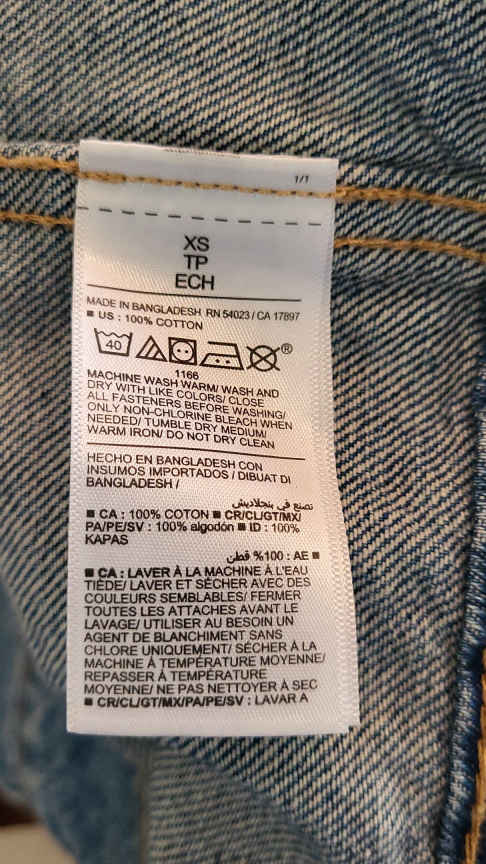 1/1
XS
TP
ECH
MADE IN BANGLADESH RN 54023 / CA 17897
■ US : 100% COTTON
40 ®
1166
MACHINE WASH WARM/ WASH AND
DRY WITH LIKE COLORS/ CLOSE
ALL FASTENERS BEFORE WASHING/
ONLY NON-CHLORINE BLEACH WHEN
NEEDED/ TUMBLE DRY MEDIUM/
WARM IRON/ DO NOT DRY CLEAN
HECHO EN BANGLADESH CON
INSUMOS IMPORTADOS / DIBUAT DI
BANGLADESH /
تصنع في بنجلاديش
■ CA : 100% COTON ■ CR/CL/GT/MX/
PA/PE/SV : 100% algodón ■ ID : 100%
KAPAS
■ AE : 100% قطن
■ CA : LAVER À LA MACHINE À L'EAU
TIÈDE/ LAVER ET SÉCHER AVEC DES
COULEURS SEMBLABLES/ FERMER
TOUTES LES ATTACHES AVANT LE
LAVAGE/ UTILISER AU BESOIN UN
AGENT DE BLANCHIMENT SANS
CHLORE UNIQUEMENT/ SÉCHER À LA
MACHINE À TEMPÉRATURE MOYENNE/
REPASSER À TEMPÉRATURE
MOYENNE/ NE PAS NETTOYER À SEC
■ CR/CL/GT/MX/PA/PE/SV : LAVAR A